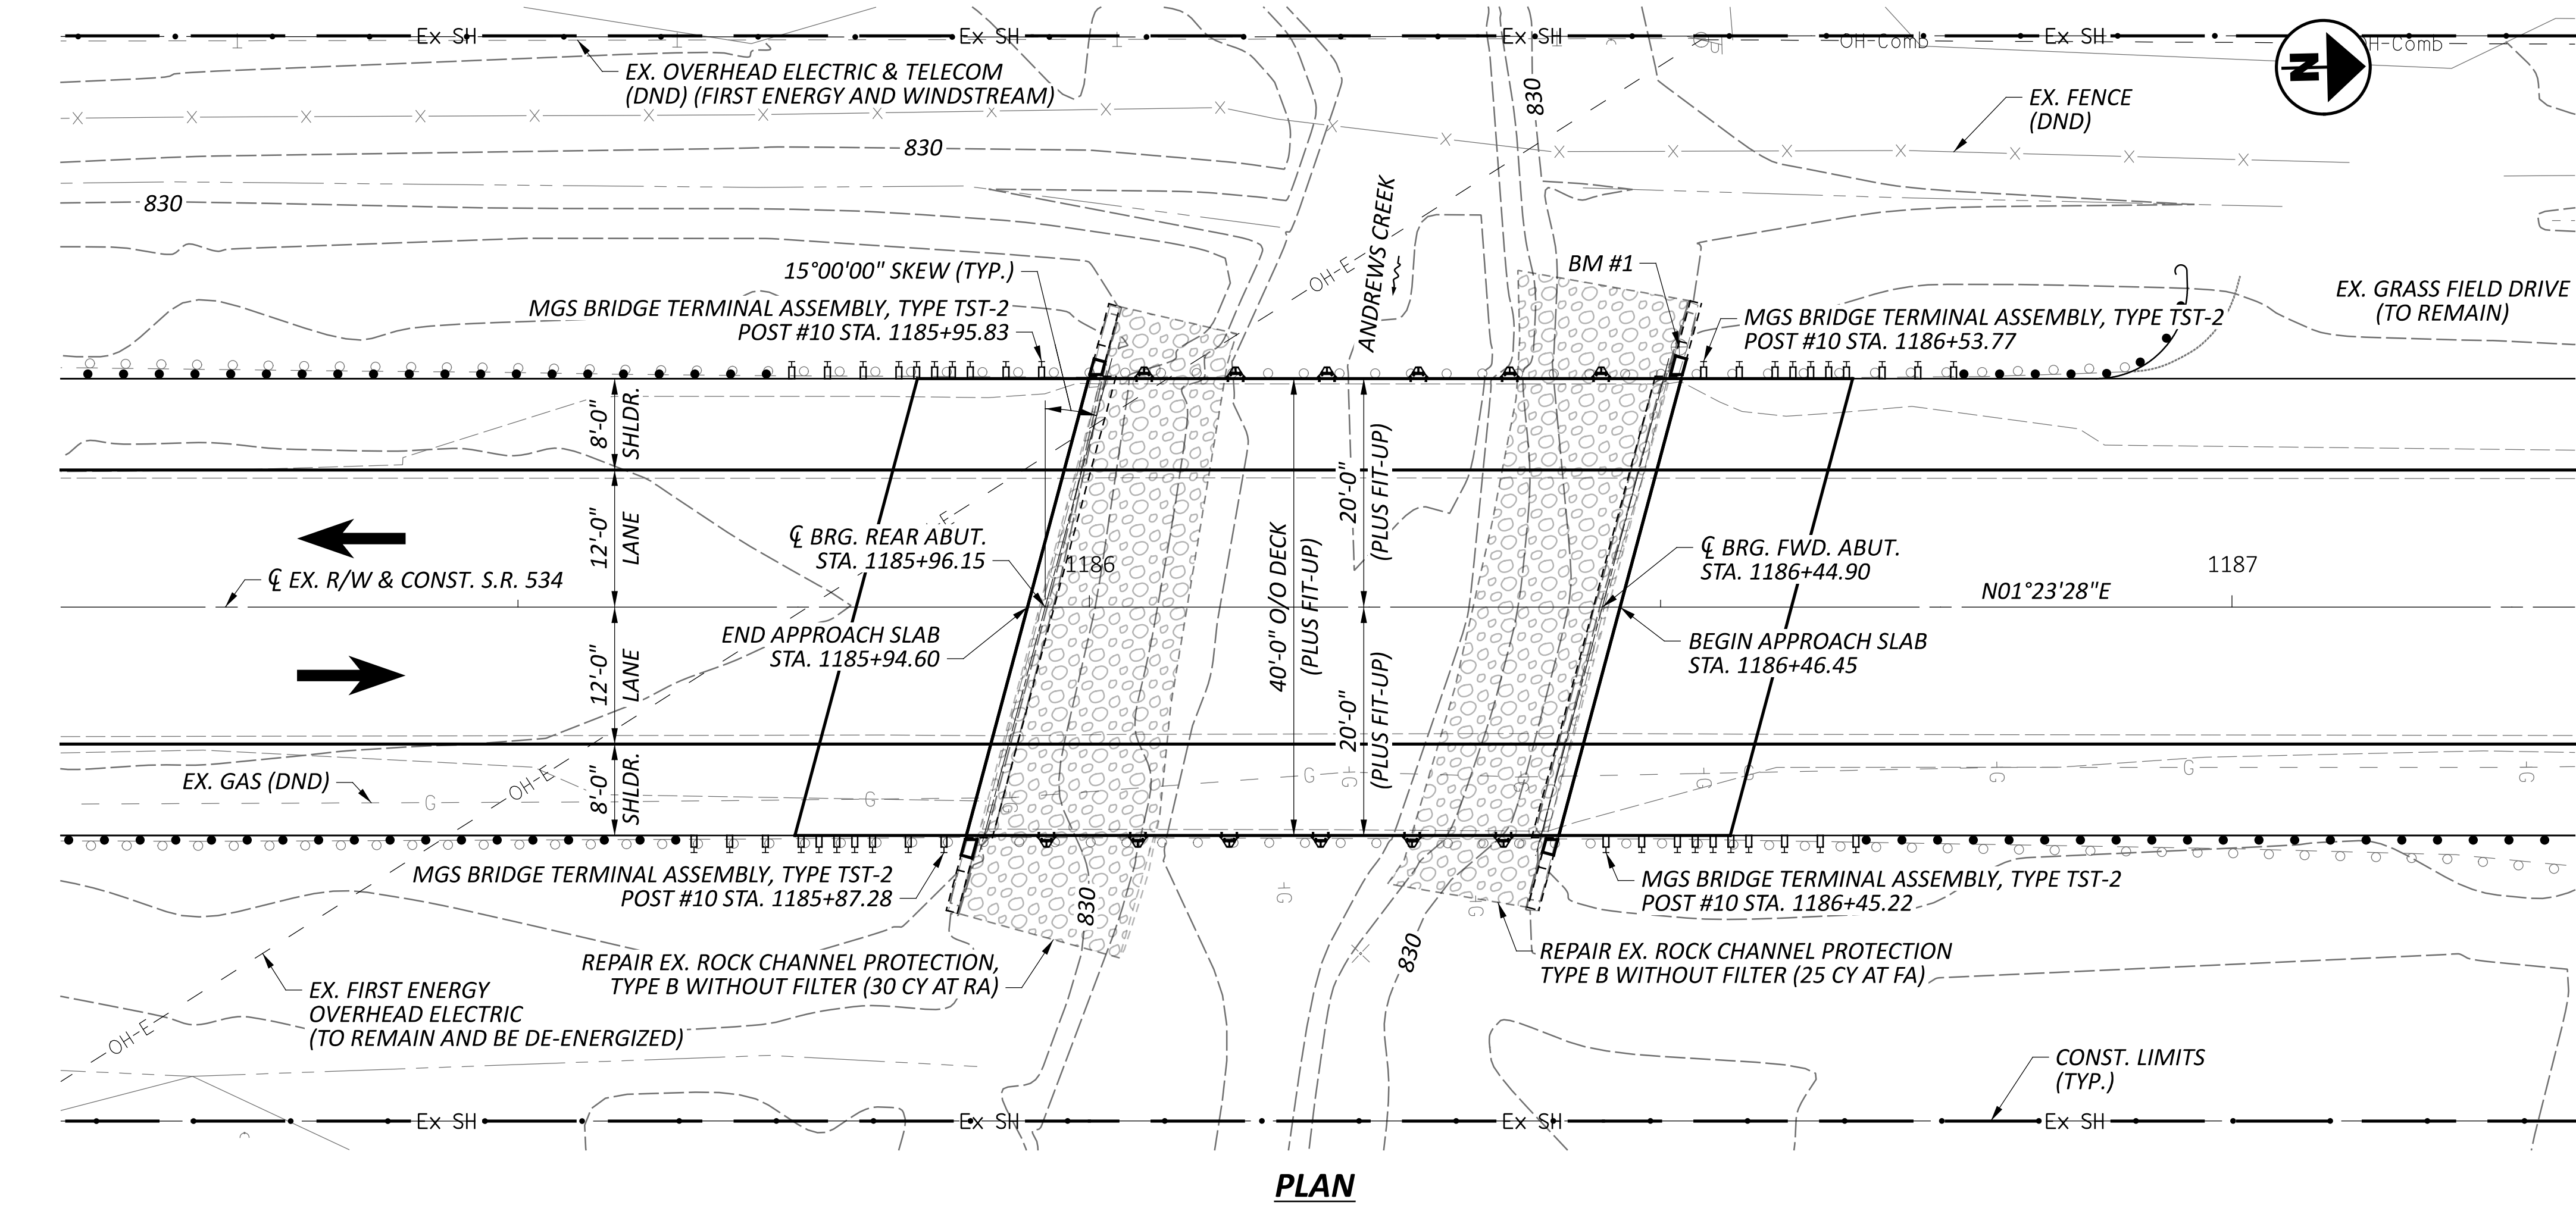 Ex SH
Ex SH
Ex SH
OH-Comb
Ex SH
OH-Comb
N
EX. OVERHEAD ELECTRIC & TELECOM
(DND) (FIRST ENERGY AND WINDSTREAM)
830
EX. FENCE
(DND)
830
830
ANDREWS CREEK
OH-E
15°00'00" SKEW (TYP.)
BM #1
MGS BRIDGE TERMINAL ASSEMBLY, TYPE TST-2
POST #10 STA. 1185+95.83
MGS BRIDGE TERMINAL ASSEMBLY, TYPE TST-2
POST #10 STA. 1186+53.77
EX. GRASS FIELD DRIVE
(TO REMAIN)
8'-0"
SHLDR.
12'-0"
LANE
12'-0"
LANE
8'-0"
SHLDR.
40'-0" O/O DECK
(PLUS FIT-UP)
20'-0"
(PLUS FIT-UP)
20'-0"
(PLUS FIT-UP)
℄ BRG. REAR ABUT.
STA. 1185+96.15
1186
℄ BRG. FWD. ABUT.
STA. 1186+44.90
1187
℄ EX. R/W & CONST. S.R. 534
N01°23'28"E
END APPROACH SLAB
STA. 1185+94.60
BEGIN APPROACH SLAB
STA. 1186+46.45
EX. GAS (DND)
OH-E
G
G
G
G
G
G
G
G
MGS BRIDGE TERMINAL ASSEMBLY, TYPE TST-2
POST #10 STA. 1185+87.28
MGS BRIDGE TERMINAL ASSEMBLY, TYPE TST-2
POST #10 STA. 1186+45.22
830
830
REPAIR EX. ROCK CHANNEL PROTECTION,
TYPE B WITHOUT FILTER (30 CY AT RA)
REPAIR EX. ROCK CHANNEL PROTECTION
TYPE B WITHOUT FILTER (25 CY AT FA)
EX. FIRST ENERGY
OVERHEAD ELECTRIC
(TO REMAIN AND BE DE-ENERGIZED)
OH-E
CONST. LIMITS
(TYP.)
Ex SH
Ex SH
Ex SH
Ex SH
PLAN